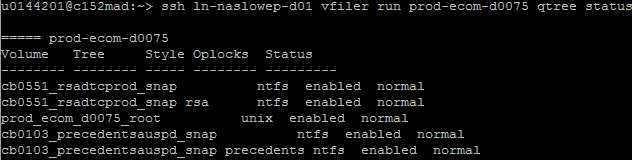 u0144201@c152mad:~> ssh ln-naslowep-d01 vfiler run prod-ecom-d0075 qtree status
===== prod-ecom-d0075
Volume Tree Style Oplocks Status
-------- -------- ----- -------- ---------
cb0551_rsadtcprod_snap ntfs enabled normal
cb0551_rsadtcprod_snap rsa ntfs enabled normal
prod_ecom_d0075_root unix enabled normal
cb0103_precedentsauspd_snap ntfs enabled normal
cb0103_precedentsauspd_snap precedents ntfs enabled normal